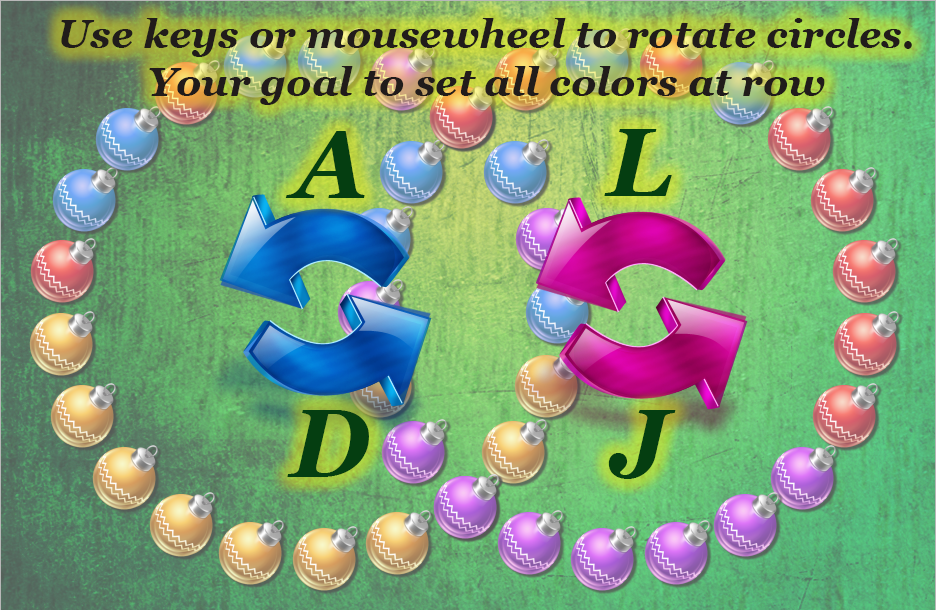 Use keys or mousewheel to rotate circles.
Your goal to set all colors at row
A
L
D
J